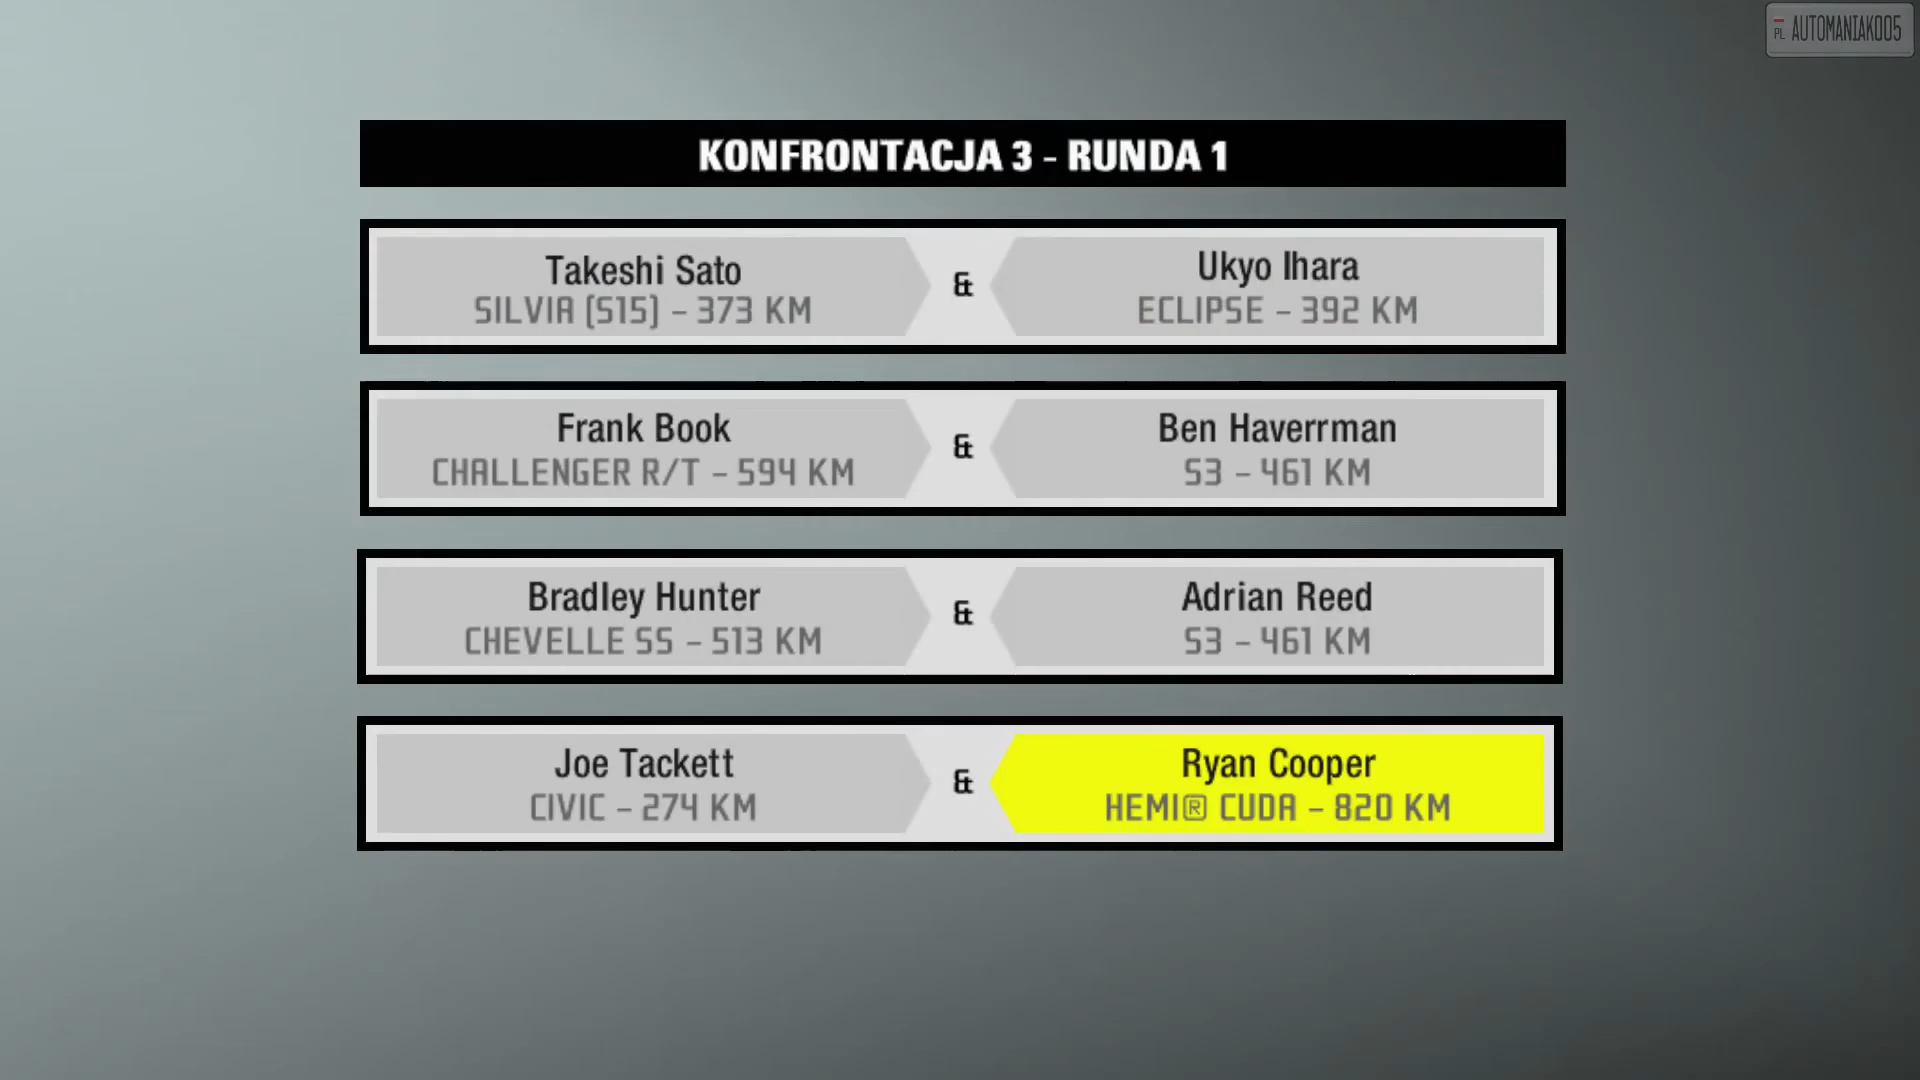 PL AUTOMANIAK005
KONFRONTACJA 3 - RUNDA 1
Takeshi Sato & Ukyo Ihara
SILVIA (S15) - 373 KM ECLIPSE - 392 KM
Frank Book & Ben Haverrman
CHALLENGER R/T - 594 KM S3 - 461 KM
Bradley Hunter & Adrian Reed
CHEVELLE SS - 513 KM S3 - 461 KM
Joe Tackett & Ryan Cooper
CIVIC - 274 KM HEMI® CUDA - 820 KM